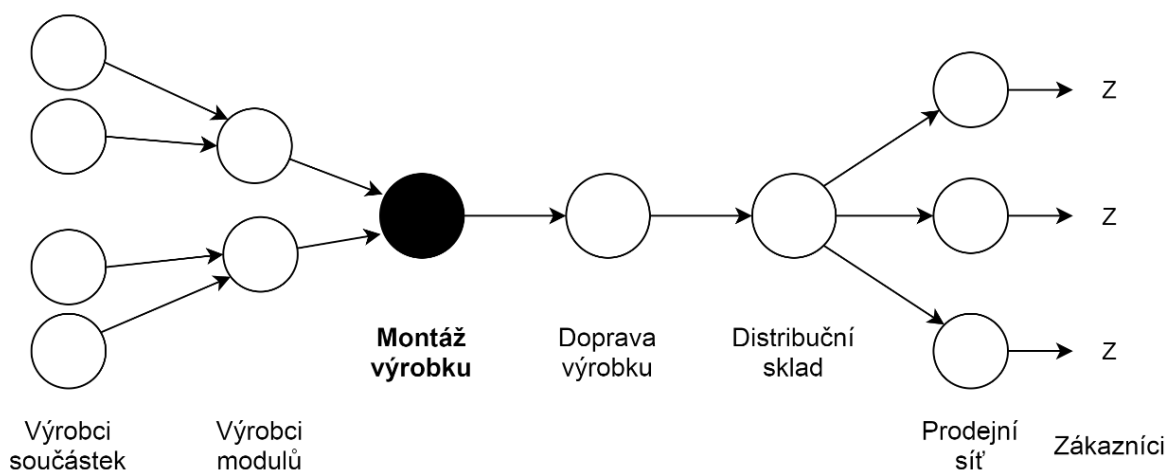 Z
Z
Montáž
výrobku
Doprava
výrobku
Distribuční
sklad
Z
Výrobci
součástek
Výrobci
modulů
Prodejní
síť
Zákazníci